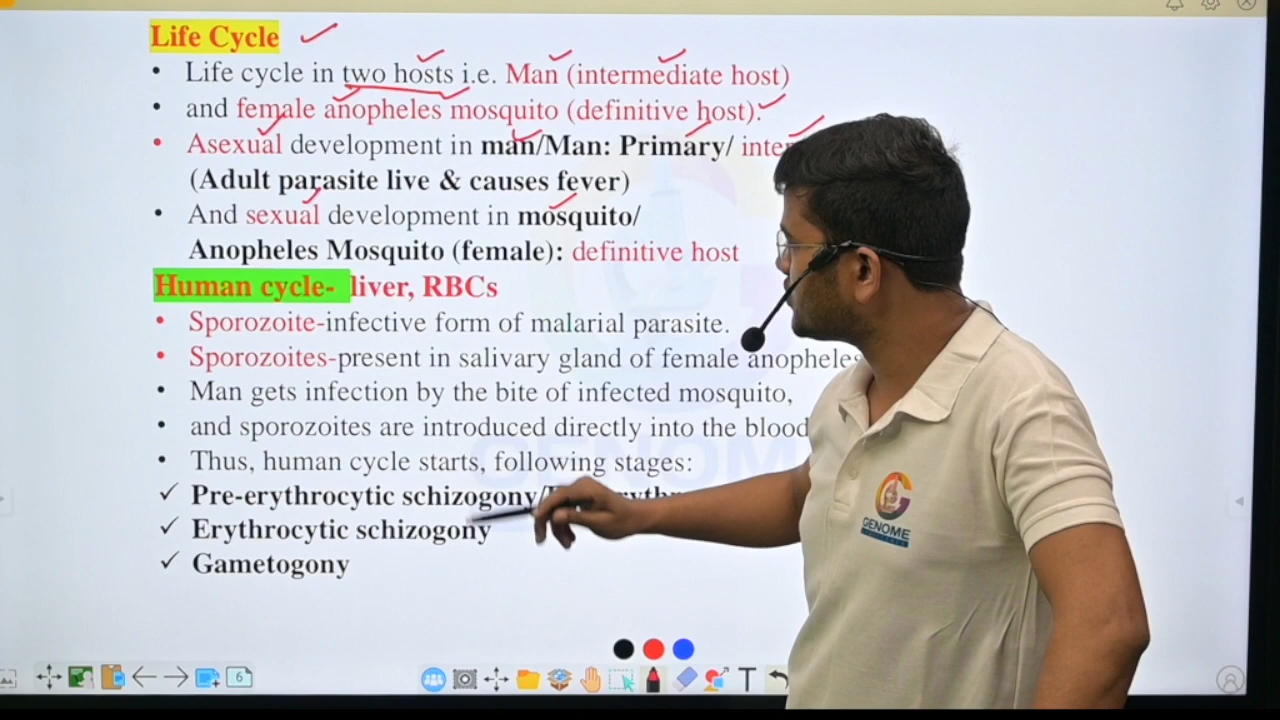 Life Cycle
• Life cycle in two hosts i.e. Man (intermediate host)
• and female anopheles mosquito (definitive host).
• Asexual development in man/Man: Primary/
(Adult parasite live & causes fever)
• And sexual development in mosquito/
Anopheles Mosquito (female): definitive host
Human cycle- liver, RBCs
• Sporozoite-infective form of malarial parasite.
• Sporozoites-present in salivary gland of female anopheles
• Man gets infection by the bite of infected mosquito,
• and sporozoites are introduced directly into the blood
• Thus, human cycle starts, following stages:
✓ Pre-erythrocytic schizogony/
✓ Erythrocytic schizogony
✓ Gametogony
GENOME
6
T